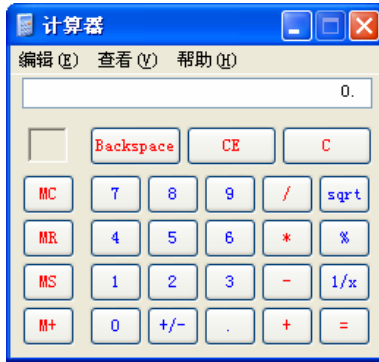 计算器
编辑(E) 查看(V) 帮助(H)
0.
Backspace CE C
MC 7 8 9 / sqrt
MR 4 5 6 * %
MS 1 2 3 - 1/x
M+ 0 +/- . + =